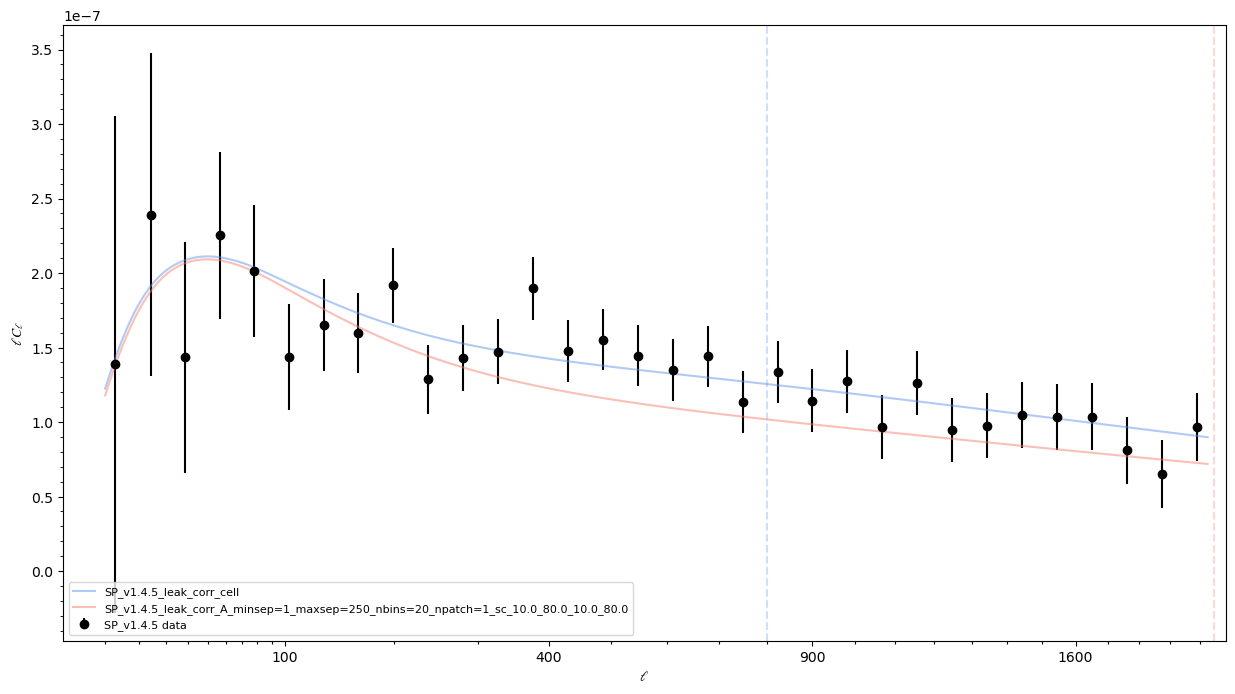 1e−7
3.5
3.0
2.5
2.0
1.5
1.0
0.5
0.0
ℓCℓ
100
400
900
1600
ℓ
SP_v1.4.5_leak_corr_cell
SP_v1.4.5_leak_corr_A_minsep=1_maxsep=250_nbins=20_npatch=1_sc_10.0_80.0_10.0_80.0
SP_v1.4.5 data